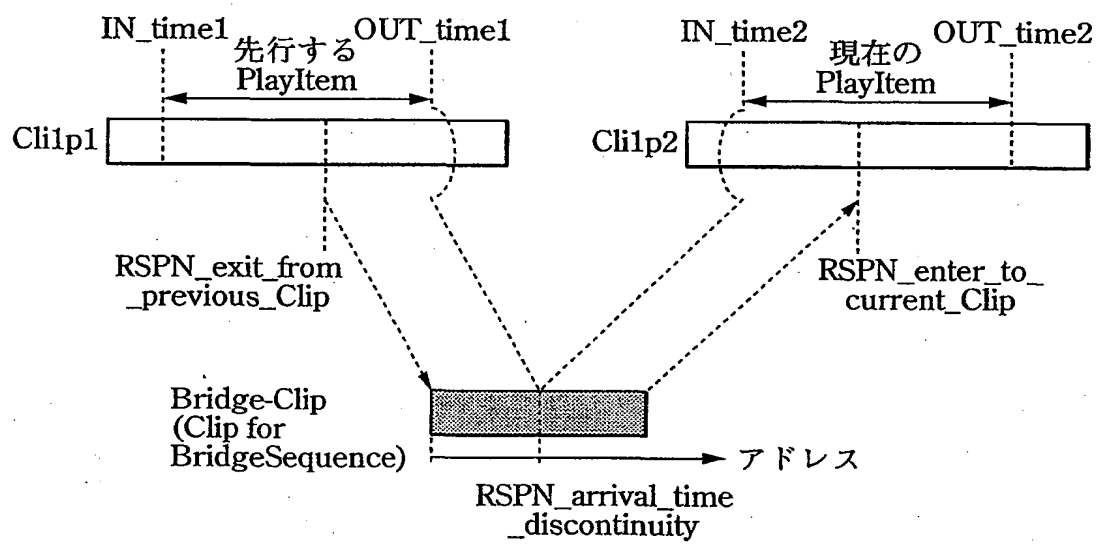 IN_time1
先行する
PlayItem
OUT_time1
IN_time2
現在の
PlayItem
OUT_time2
Cli1p1
Cli1p2
RSPN_exit_from
_previous_Clip
RSPN_enter_to_
current_Clip
Bridge-Clip
(Clip for
BridgeSequence)
アドレス
RSPN_arrival_time
_discontinuity